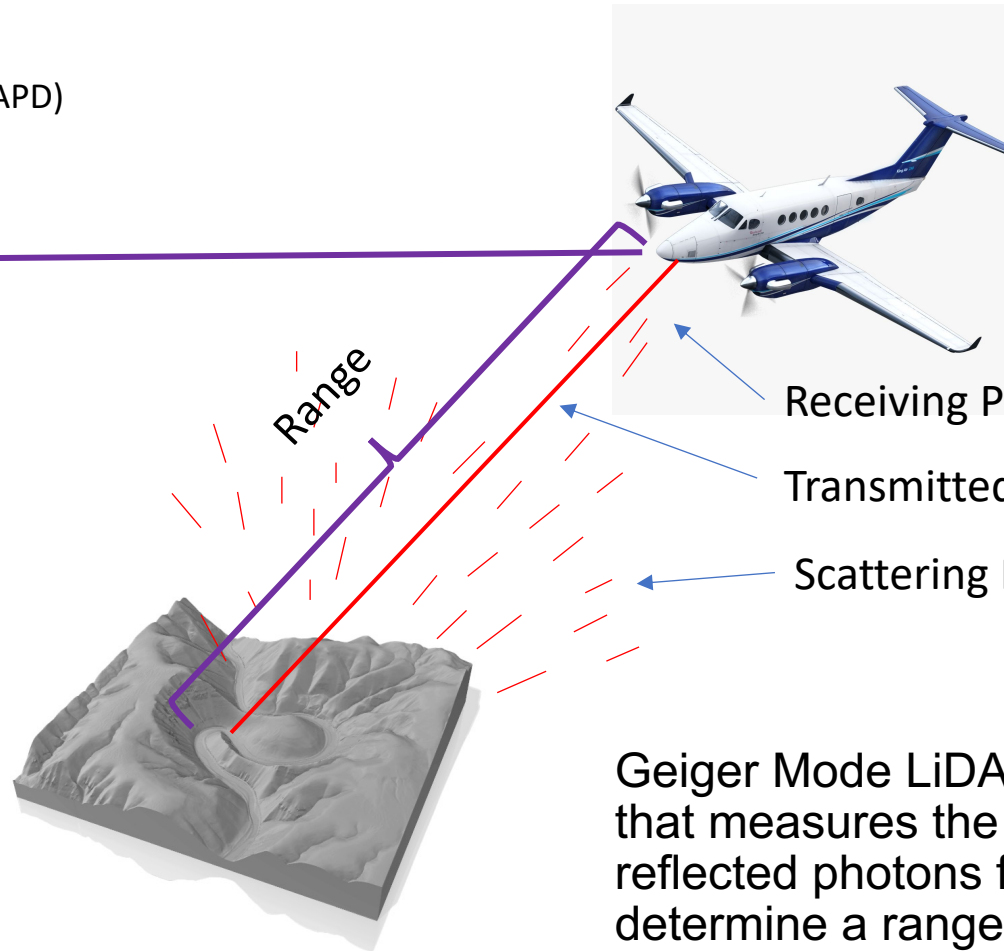 APD)
Range
Receiving P
Transmitted
Scattering
Geiger Mode LiDA
that measures the
reflected photons f
determine a range